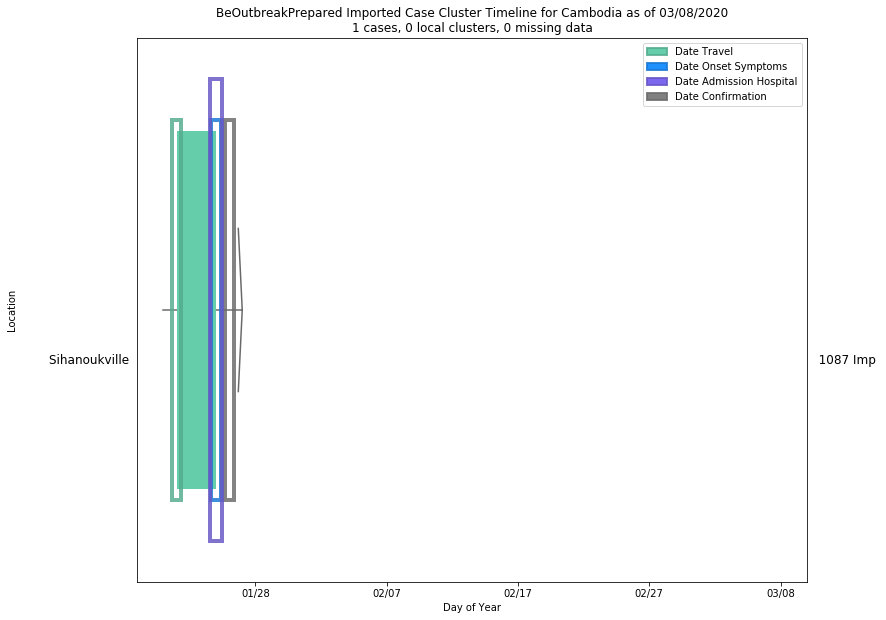 BeOutbreakPrepared Imported Case Cluster Timeline for Cambodia as of 03/08/2020
1 cases, 0 local clusters, 0 missing data
Date Travel
Date Onset Symptoms
Date Admission Hospital
Date Confirmation
Location
Sihanoukville
1087 Imp
01/28
02/07
02/17
02/27
03/08
Day of Year